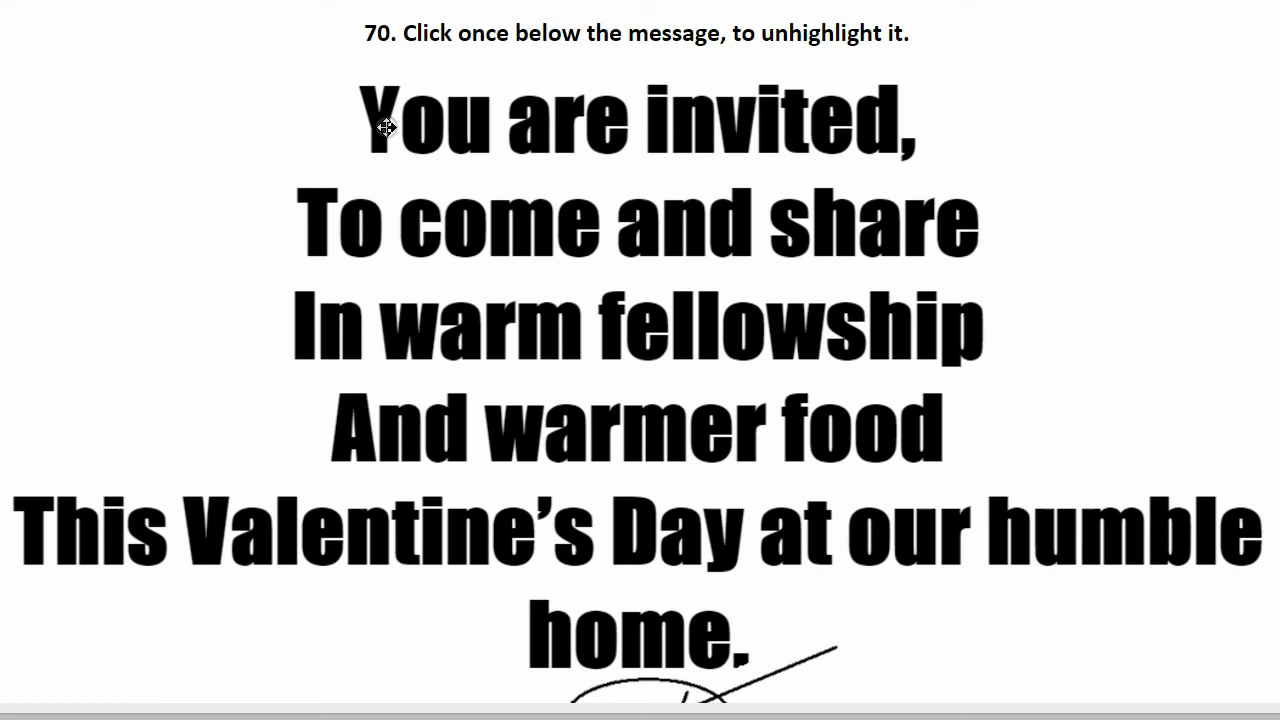 70. Click once below the message, to unhighlight it.
You are invited,
To come and share
In warm fellowship
And warmer food
This Valentine’s Day at our humble
home.